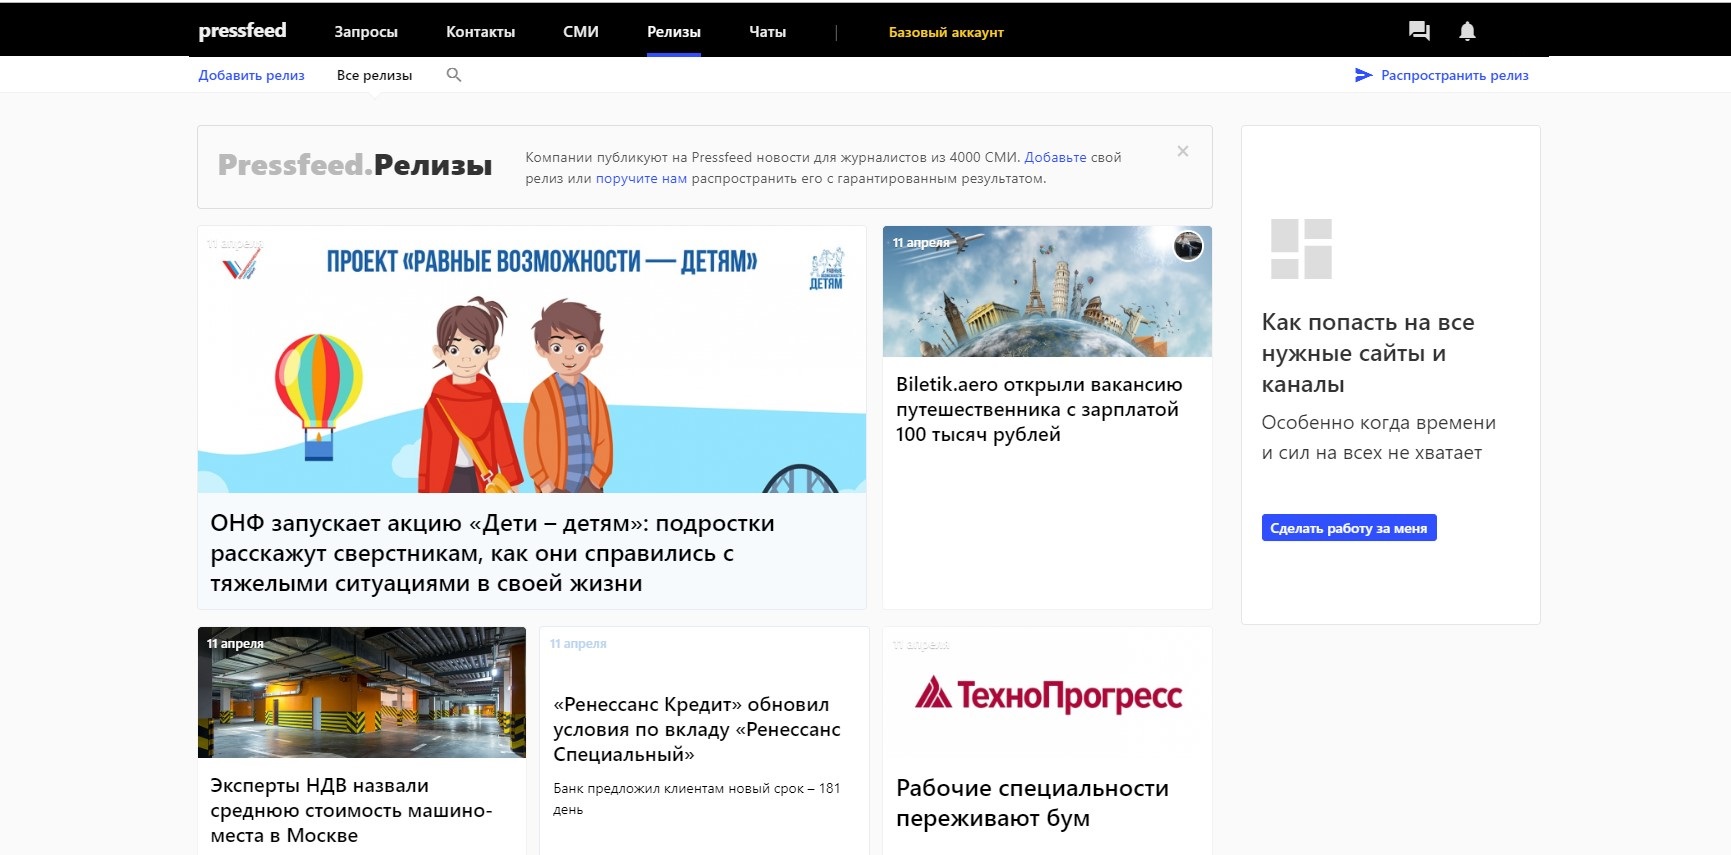 pressfeed
Запросы
Контакты
СМИ
Релизы
Чаты
Базовый аккаунт
Добавить релиз
Все релизы
Распространить релиз
Pressfeed.Релизы
Компании публикуют на Pressfeed новости для журналистов из 4000 СМИ. Добавьте свой
релиз или поручите нам распространить его с гарантированным результатом.
11 апреля
ПРОЕКТ «РАВНЫЕ ВОЗМОЖНОСТИ — ДЕТЯМ»
РАВНЫЕ
ВОЗМОЖНОСТИ
ДЕТЯМ
ОНФ запускает акцию «Дети – детям»: подростки
расскажут сверстникам, как они справились с
тяжелыми ситуациями в своей жизни
11 апреля
Biletik.aero открыли вакансию
путешественника с зарплатой
100 тысяч рублей
Как попасть на все
нужные сайты и
каналы
Особенно когда времени
и сил на всех не хватает
Сделать работу за меня
11 апреля
Эксперты НДВ назвали
среднюю стоимость машино-
места в Москве
11 апреля
«Ренессанс Кредит» обновил
условия по вкладу «Ренессанс
Специальный»
Банк предложил клиентам новый срок – 181
день
11 апреля
ТехноПрогресс
Рабочие специальности
переживают бум